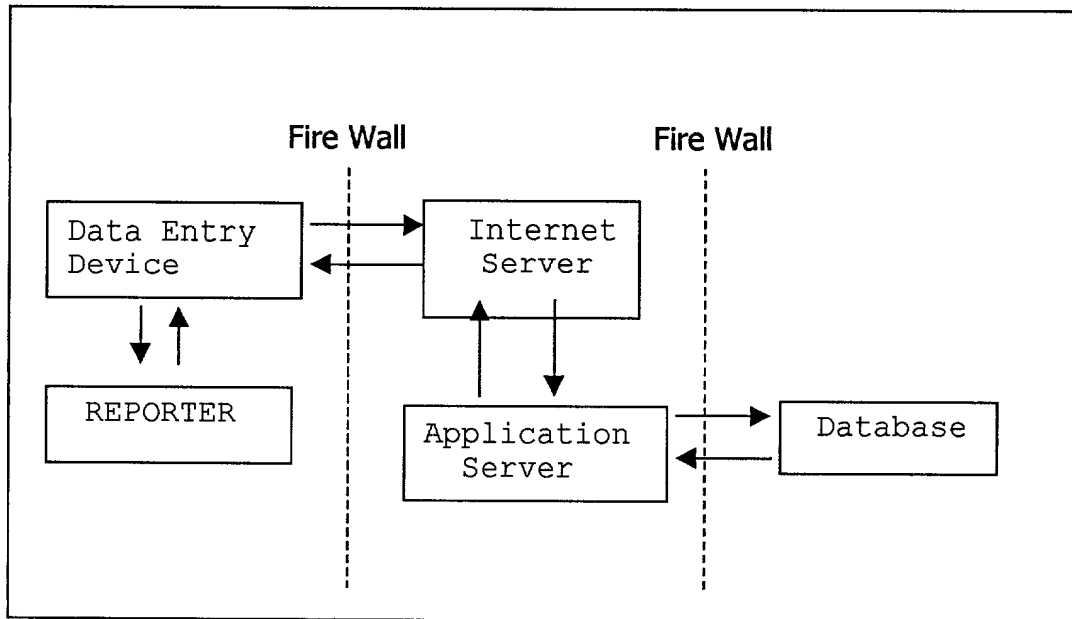 Fire Wall
Fire Wall
Data Entry
Device
Internet
Server
REPORTER
Application
Server
Database